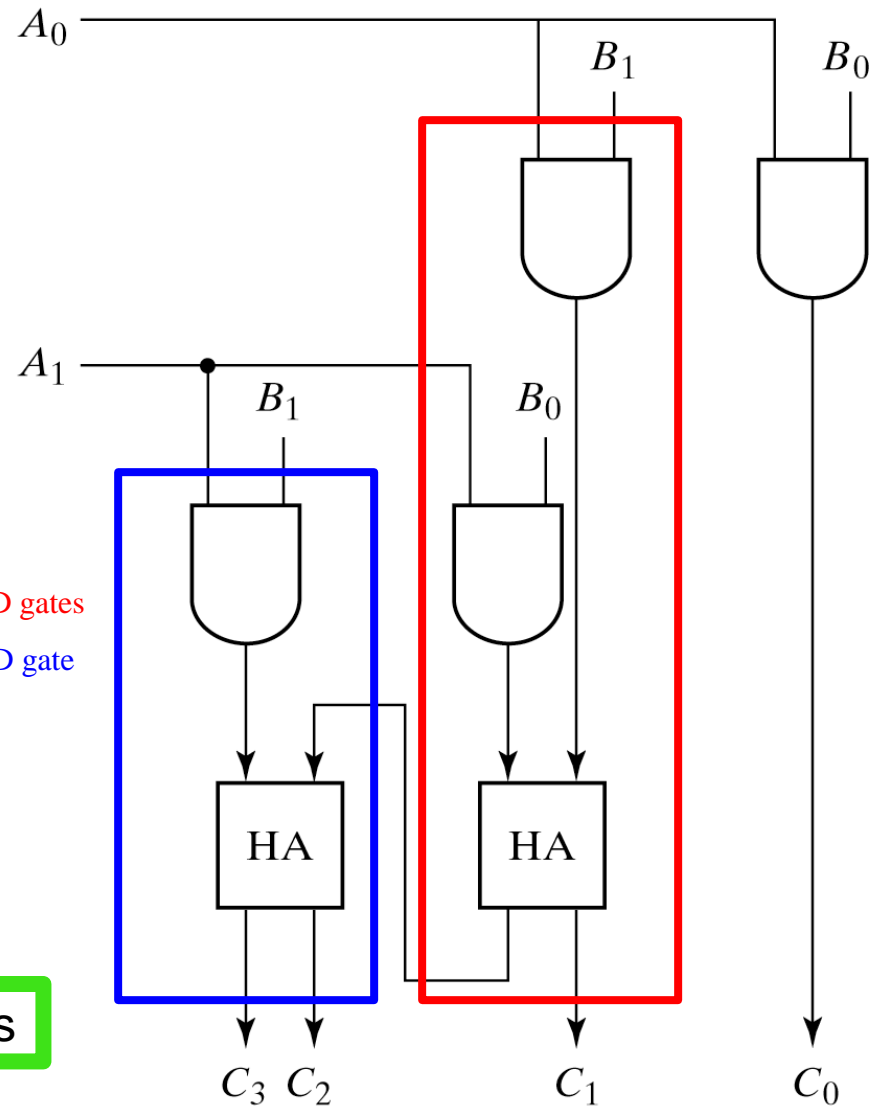 A₀
B₁ B₀
A₁
B₁ B₀
D gates
D gate
HA HA
s
C₃ C₂ C₁ C₀